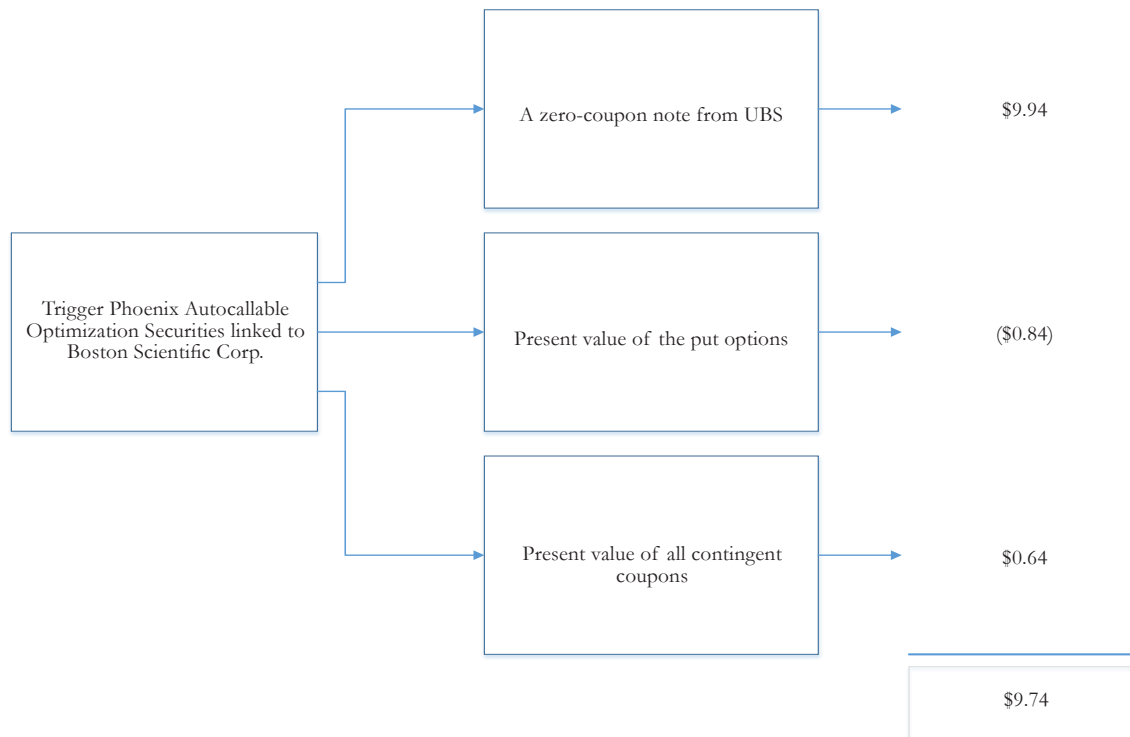 A zero-coupon note from UBS
$9.94
Trigger Phoenix Autocallable
Optimization Securities linked to
Boston Scientific Corp.
Present value of the put options
($0.84)
Present value of all contingent
coupons
$0.64
$9.74